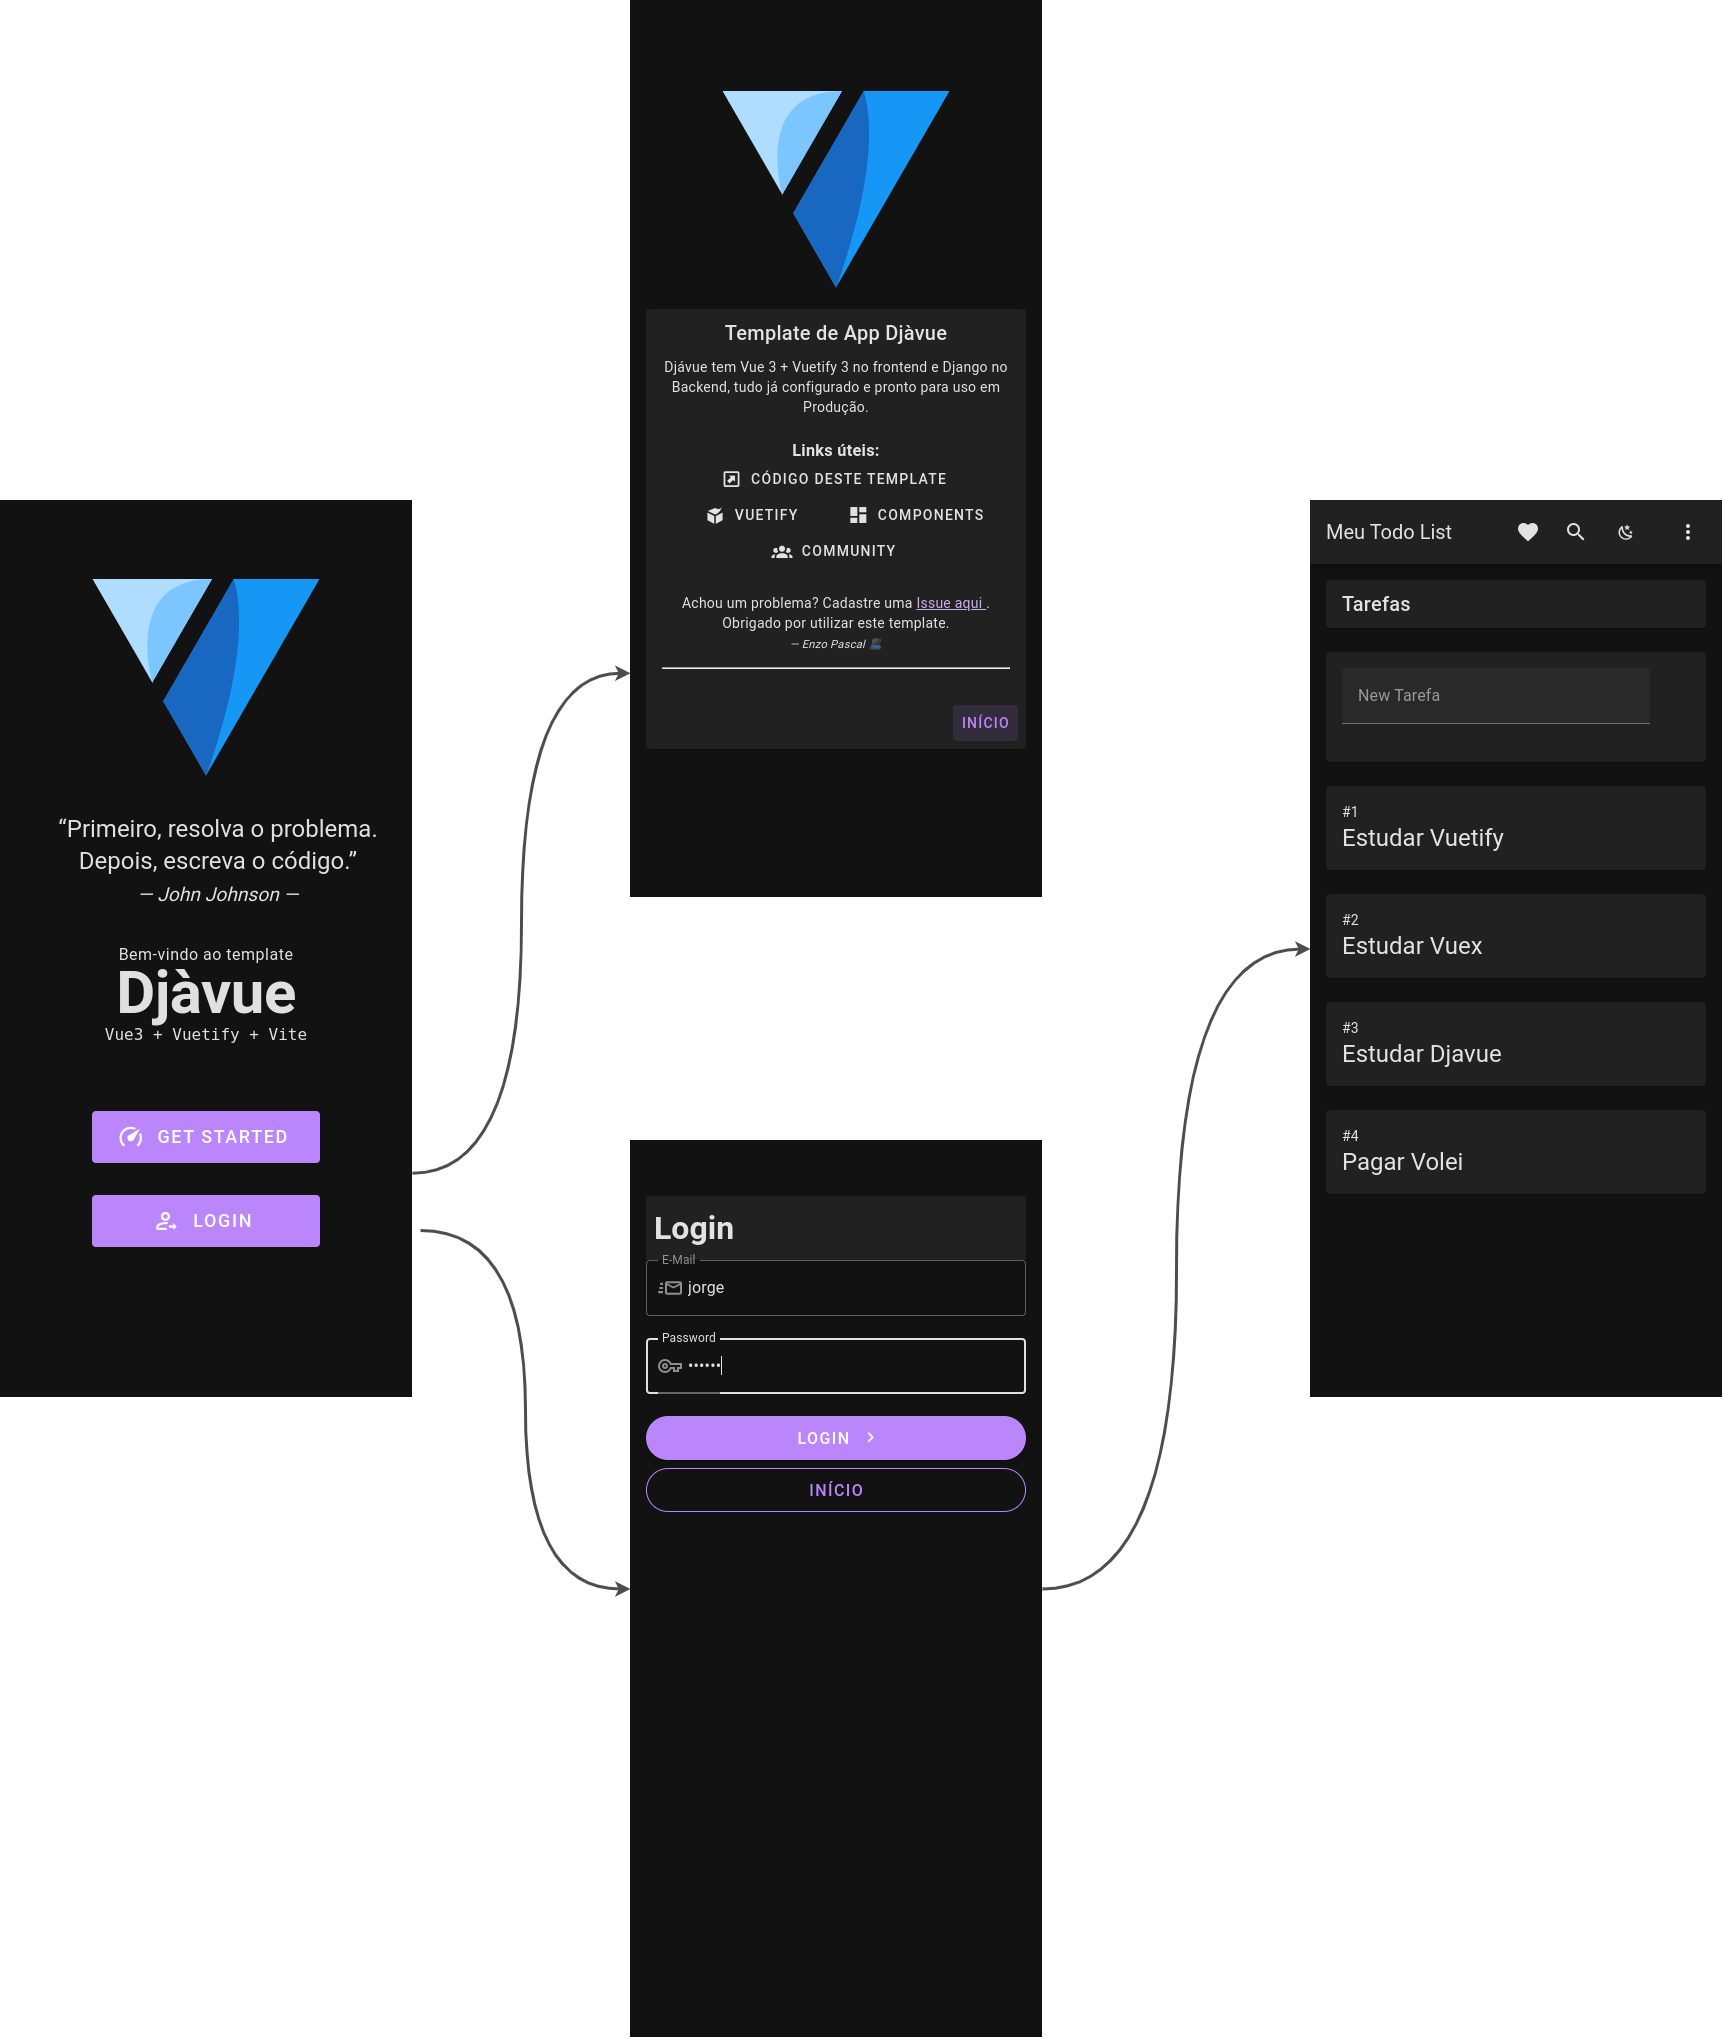 “Primeiro, resolva o problema.
Depois, escreva o código.”
— John Johnson —
Bem-vindo ao template
Djàvue
Vue3 + Vuetify + Vite
GET STARTED
LOGIN
Template de App Djàvue
Djávue tem Vue 3 + Vuetify 3 no frontend e Django no
Backend, tudo já configurado e pronto para uso em
Produção.
Links úteis:
CÓDIGO DESTE TEMPLATE
VUETIFY COMPONENTS
COMMUNITY
Achou um problema? Cadastre uma Issue aqui .
Obrigado por utilizar este template.
— Enzo Pascal
INÍCIO
Login
E-Mail
jorge
Password
••••••
LOGIN
INÍCIO
Meu Todo List
Tarefas
New Tarefa
#1
Estudar Vuetify
#2
Estudar Vuex
#3
Estudar Djavue
#4
Pagar Volei